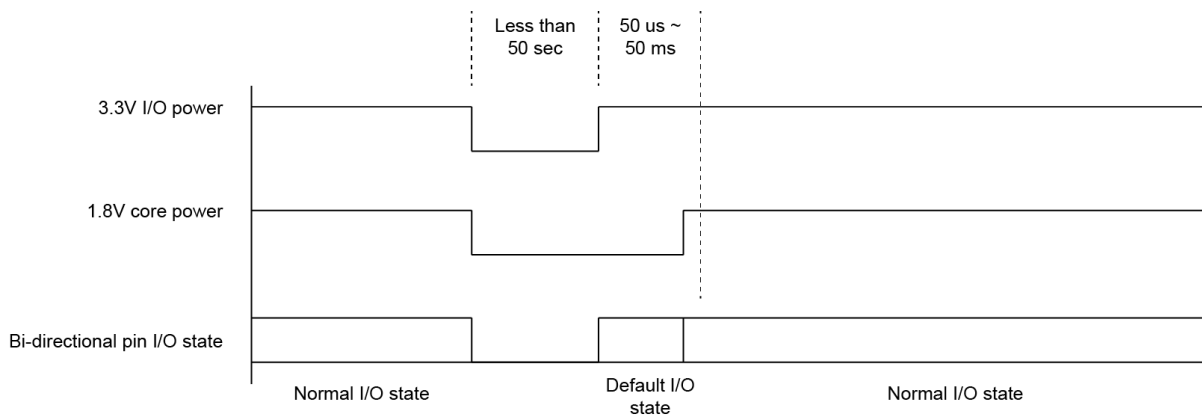 Less than
50 sec
50 us ~
50 ms
3.3V I/O power
1.8V core power
Bi-directional pin I/O state
Normal I/O state
Default I/O
state
Normal I/O state